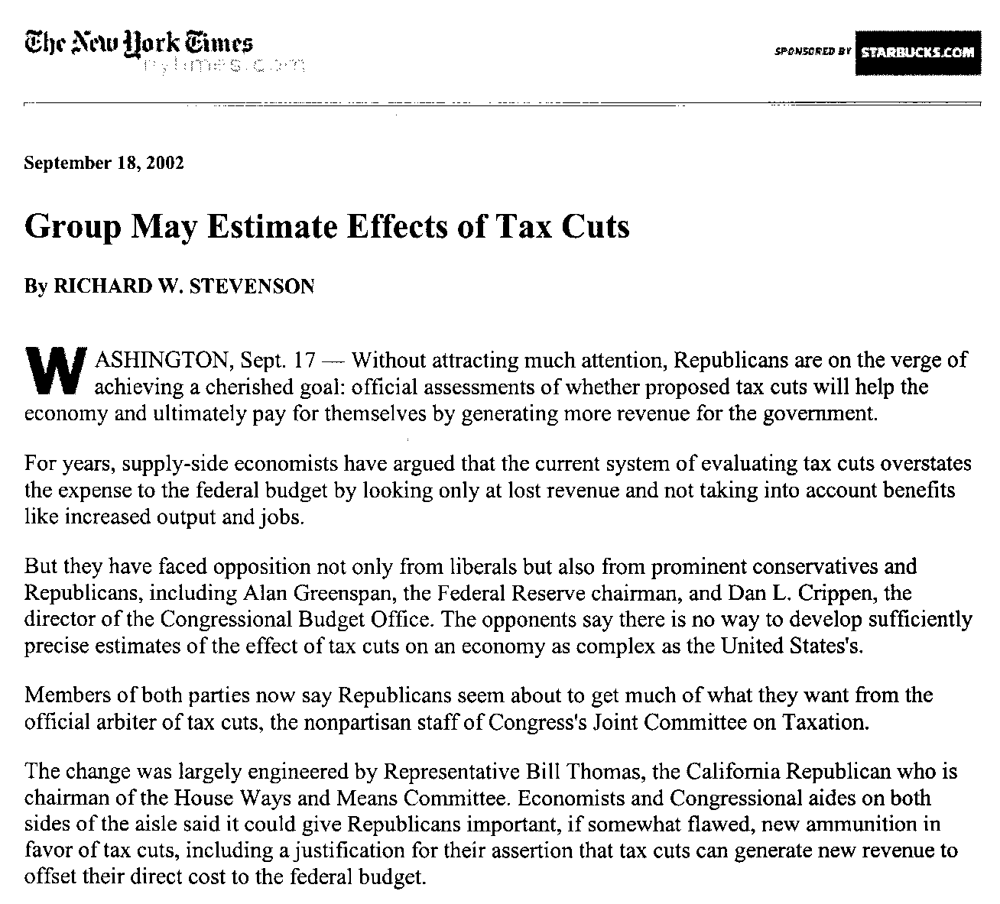 The New York Times
nytimes.com
SPONSORED BY STARBUCKS.COM
September 18, 2002
Group May Estimate Effects of Tax Cuts
By RICHARD W. STEVENSON
WASHINGTON, Sept. 17 — Without attracting much attention, Republicans are on the verge of
achieving a cherished goal: official assessments of whether proposed tax cuts will help the
economy and ultimately pay for themselves by generating more revenue for the government.
For years, supply-side economists have argued that the current system of evaluating tax cuts overstates
the expense to the federal budget by looking only at lost revenue and not taking into account benefits
like increased output and jobs.
But they have faced opposition not only from liberals but also from prominent conservatives and
Republicans, including Alan Greenspan, the Federal Reserve chairman, and Dan L. Crippen, the
director of the Congressional Budget Office. The opponents say there is no way to develop sufficiently
precise estimates of the effect of tax cuts on an economy as complex as the United States's.
Members of both parties now say Republicans seem about to get much of what they want from the
official arbiter of tax cuts, the nonpartisan staff of Congress's Joint Committee on Taxation.
The change was largely engineered by Representative Bill Thomas, the California Republican who is
chairman of the House Ways and Means Committee. Economists and Congressional aides on both
sides of the aisle said it could give Republicans important, if somewhat flawed, new ammunition in
favor of tax cuts, including a justification for their assertion that tax cuts can generate new revenue to
offset their direct cost to the federal budget.